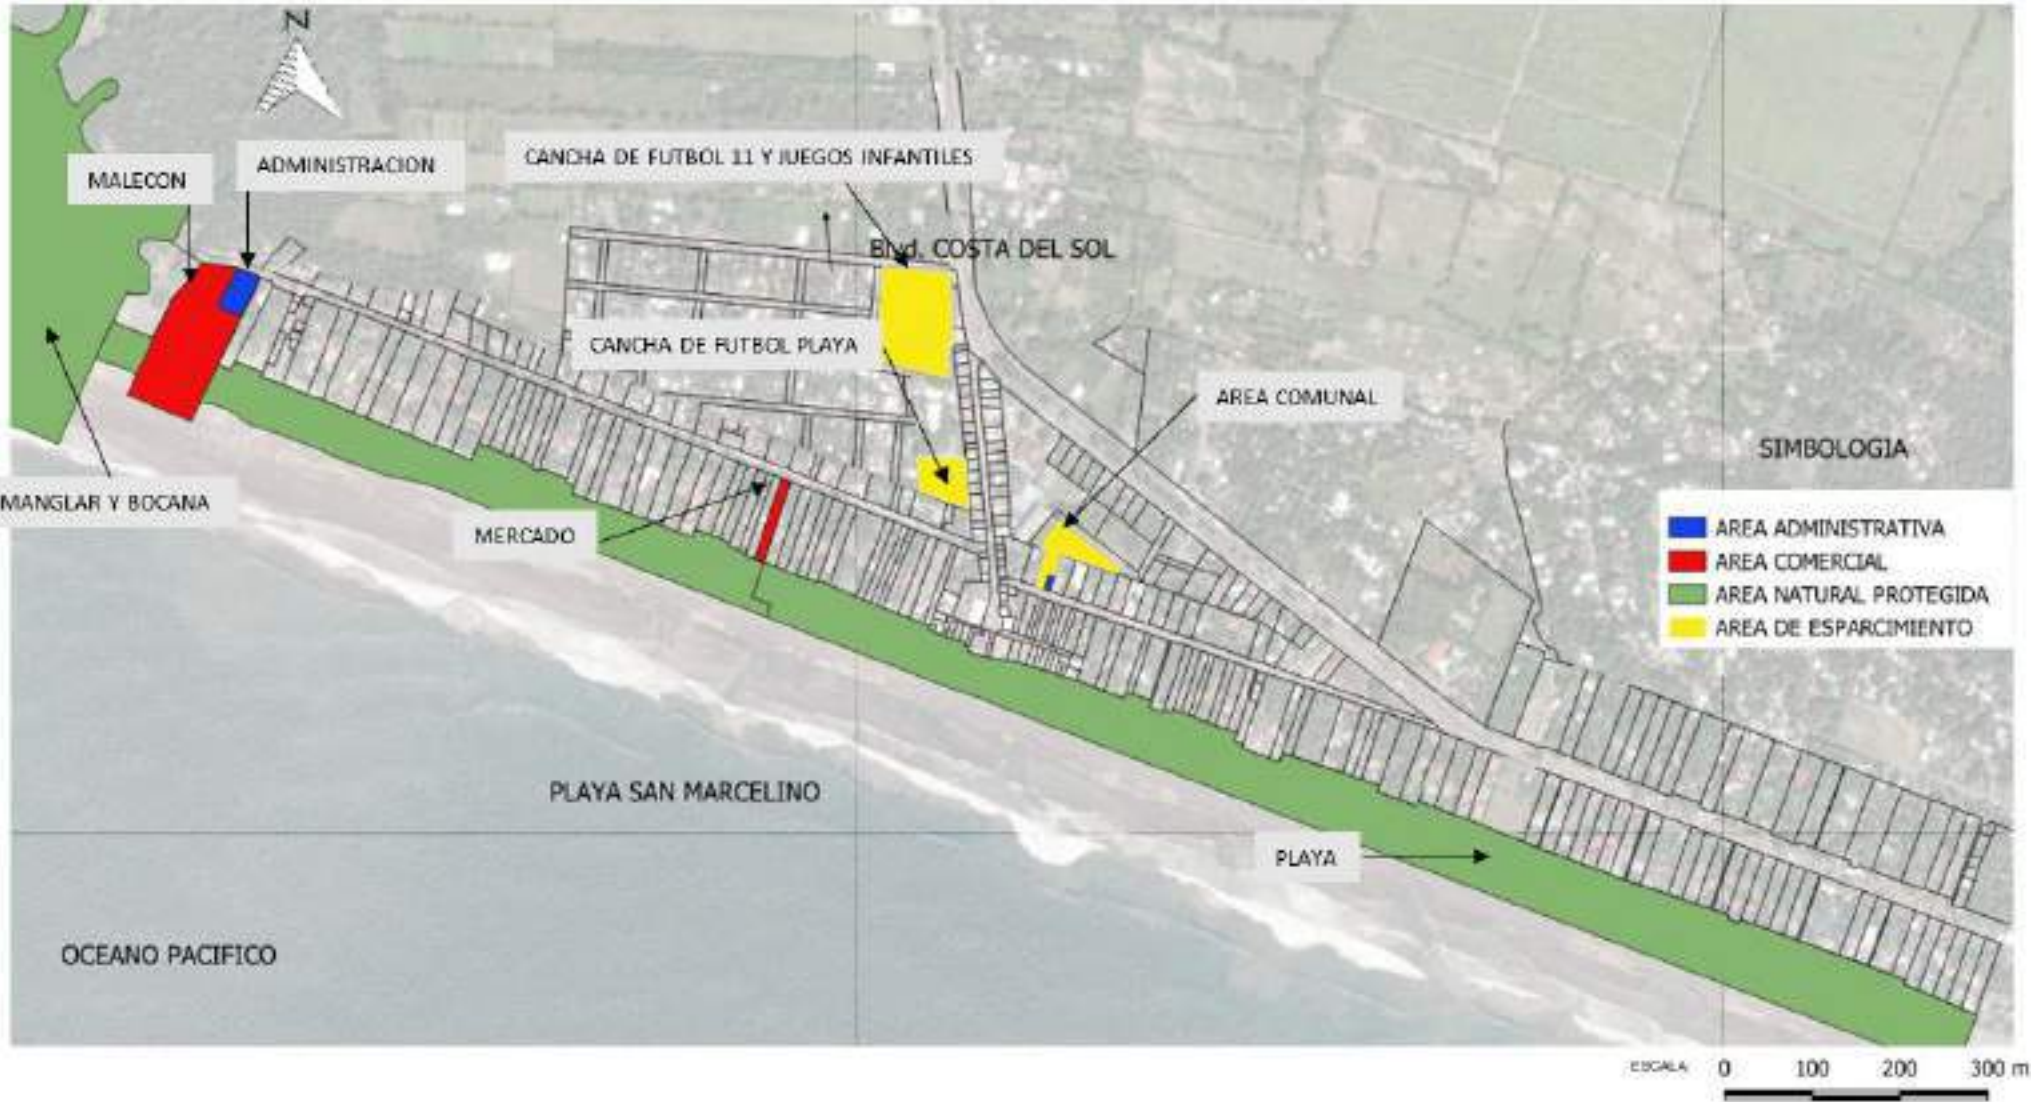 N
MALECON
ADMINISTRACION
CANCHA DE FUTBOL 11 Y JUEGOS INFANTILES
Blvd. COSTA DEL SOL
CANCHA DE FUTBOL PLAYA
AREA COMUNAL
SIMBOLOGIA
MANGLAR Y BOCANA
MERCADO
AREA ADMINISTRATIVA
AREA COMERCIAL
AREA NATURAL PROTEGIDA
AREA DE ESPARCIMIENTO
PLAYA SAN MARCELINO
PLAYA
OCEANO PACIFICO
ESCALA 0 100 200 300 m